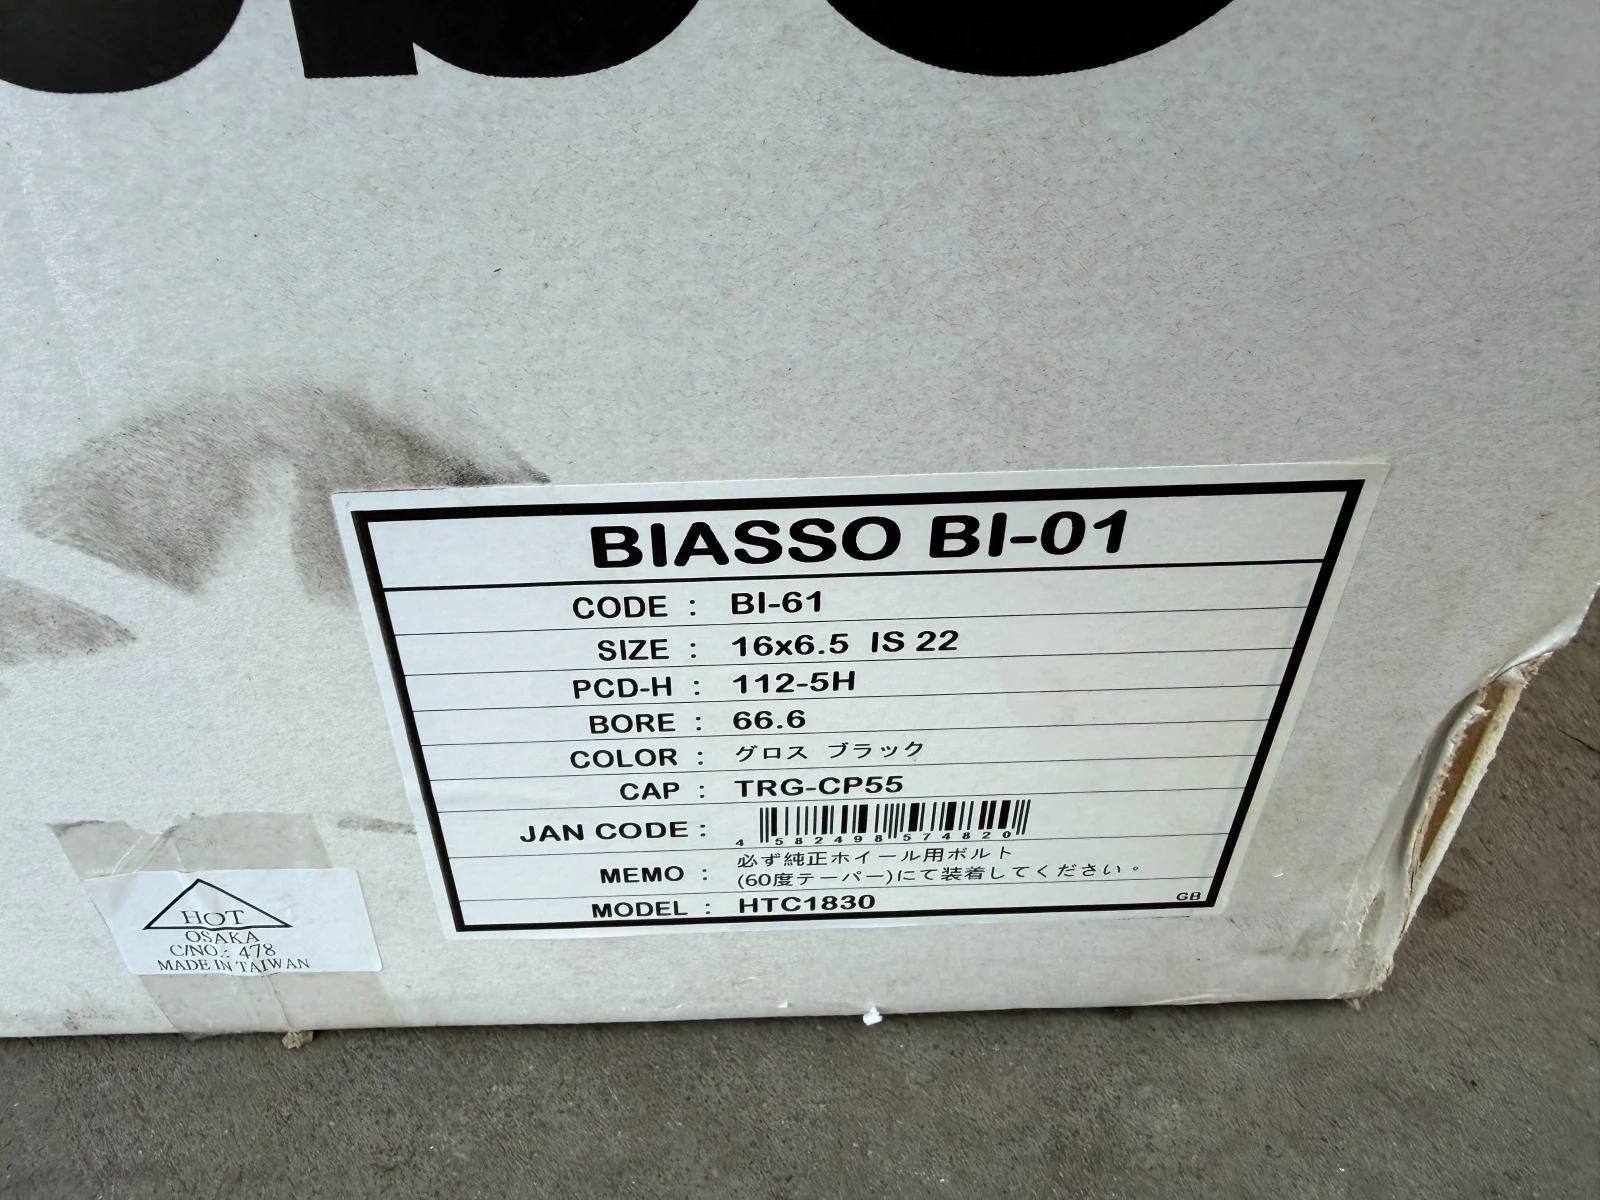 BIASSO BI-01
CODE : BI-61
SIZE : 16x6.5 IS 22
PCD-H : 112-5H
BORE : 66.6
COLOR : グロス ブラック
CAP : TRG-CP55
JAN CODE :
4582498574820
MEMO : 必ず純正ホイール用ボルト
(60度テーパー)にて装着してください。
MODEL : HTC1830
GB
HOT
OSAKA
C/NO.: 478
MADE IN TAIWAN